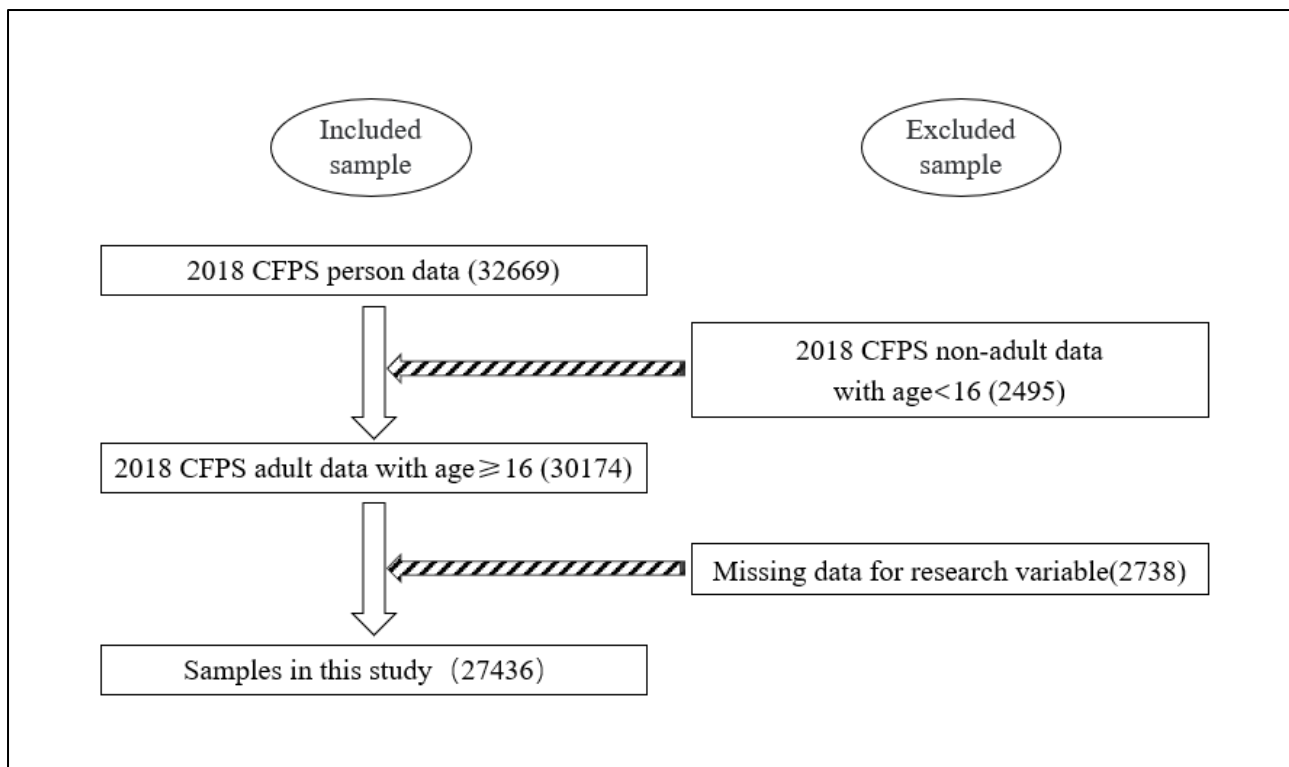 Included
sample
Excluded
sample
2018 CFPS person data (32669)
2018 CFPS non-adult data
with age<16 (2495)
2018 CFPS adult data with age≥16 (30174)
Missing data for research variable(2738)
Samples in this study（27436）